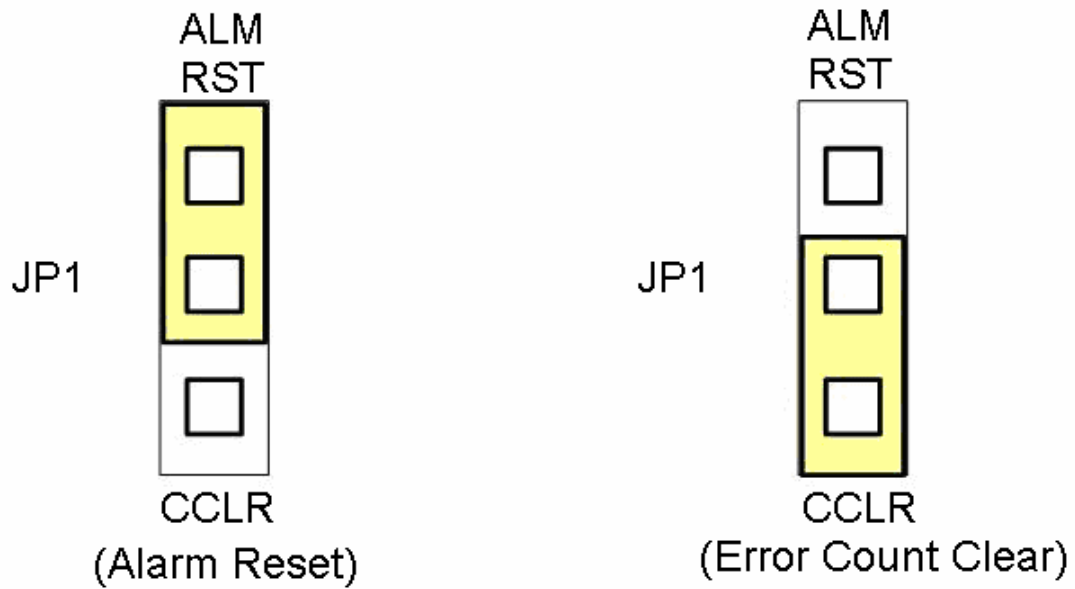 ALM
RST
JP1
CCLR
(Alarm Reset)
ALM
RST
JP1
CCLR
(Error Count Clear)